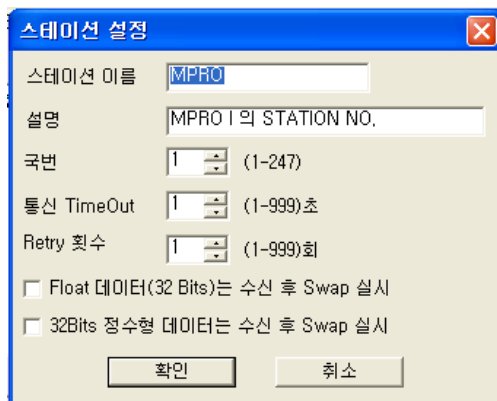 스테이션 설정
스테이션 이름 MPRO
설명 MPRO I 의 STATION NO.
국번 1 (1-247)
통신 TimeOut 1 (1-999)초
Retry 횟수 1 (1-999)회
Float 데이터(32 Bits)는 수신 후 Swap 실시
32Bits 정수형 데이터는 수신 후 Swap 실시
확인 취소